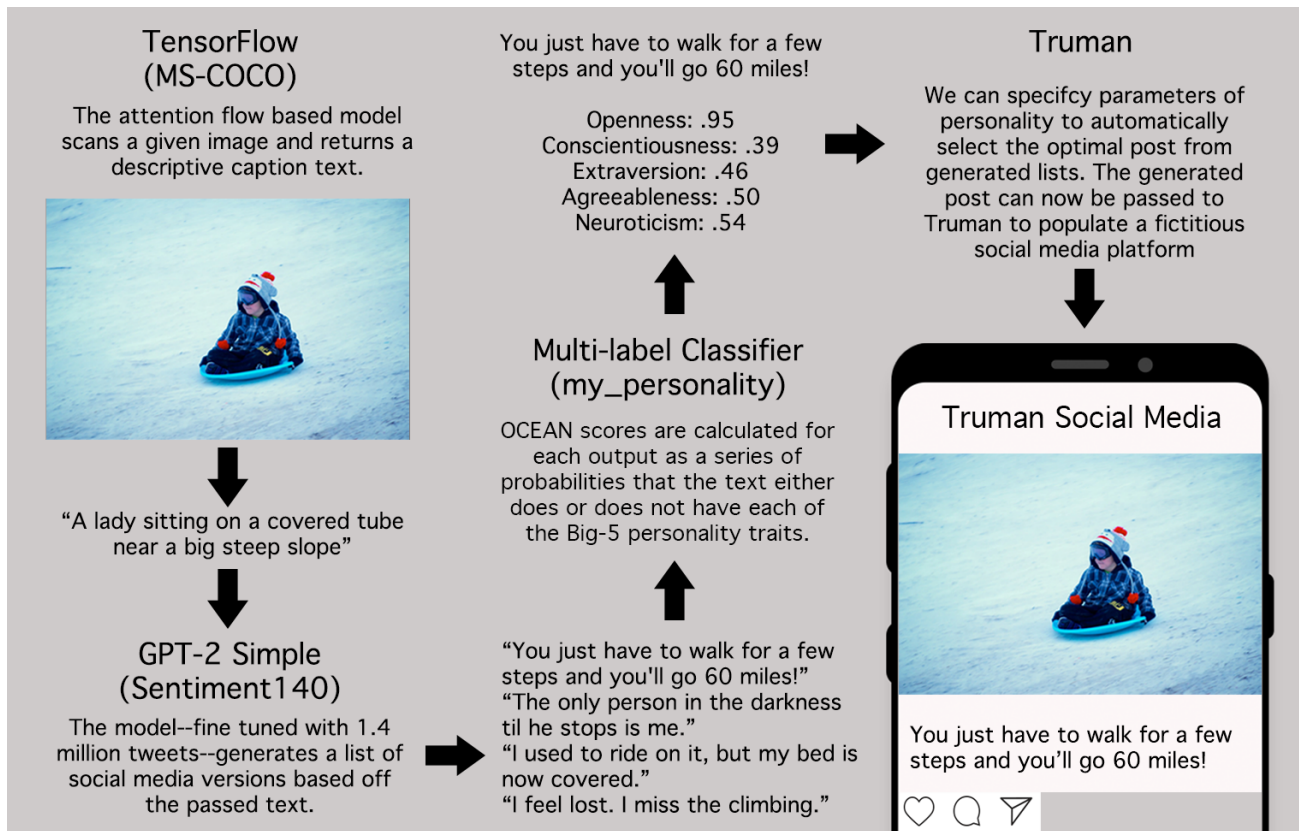 TensorFlow
(MS-COCO)
The attention flow based model
scans a given image and returns a
descriptive caption text.
“A lady sitting on a covered tube
near a big steep slope”
GPT-2 Simple
(Sentiment140)
The model--fine tuned with 1.4
million tweets--generates a list of
social media versions based off
the passed text.
“You just have to walk for a few
steps and you'll go 60 miles!”
“The only person in the darkness
til he stops is me.”
“I used to ride on it, but my bed is
now covered.”
“I feel lost. I miss the climbing.”
Multi-label Classifier
(my_personality)
OCEAN scores are calculated for
each output as a series of
probabilities that the text either
does or does not have each of
the Big-5 personality traits.
You just have to walk for a few
steps and you'll go 60 miles!
Openness: .95
Conscientiousness: .39
Extraversion: .46
Agreeableness: .50
Neuroticism: .54
Truman
We can specifcy parameters of
personality to automatically
select the optimal post from
generated lists. The generated
post can now be passed to
Truman to populate a fictitious
social media platform
Truman Social Media
You just have to walk for a few
steps and you’ll go 60 miles!